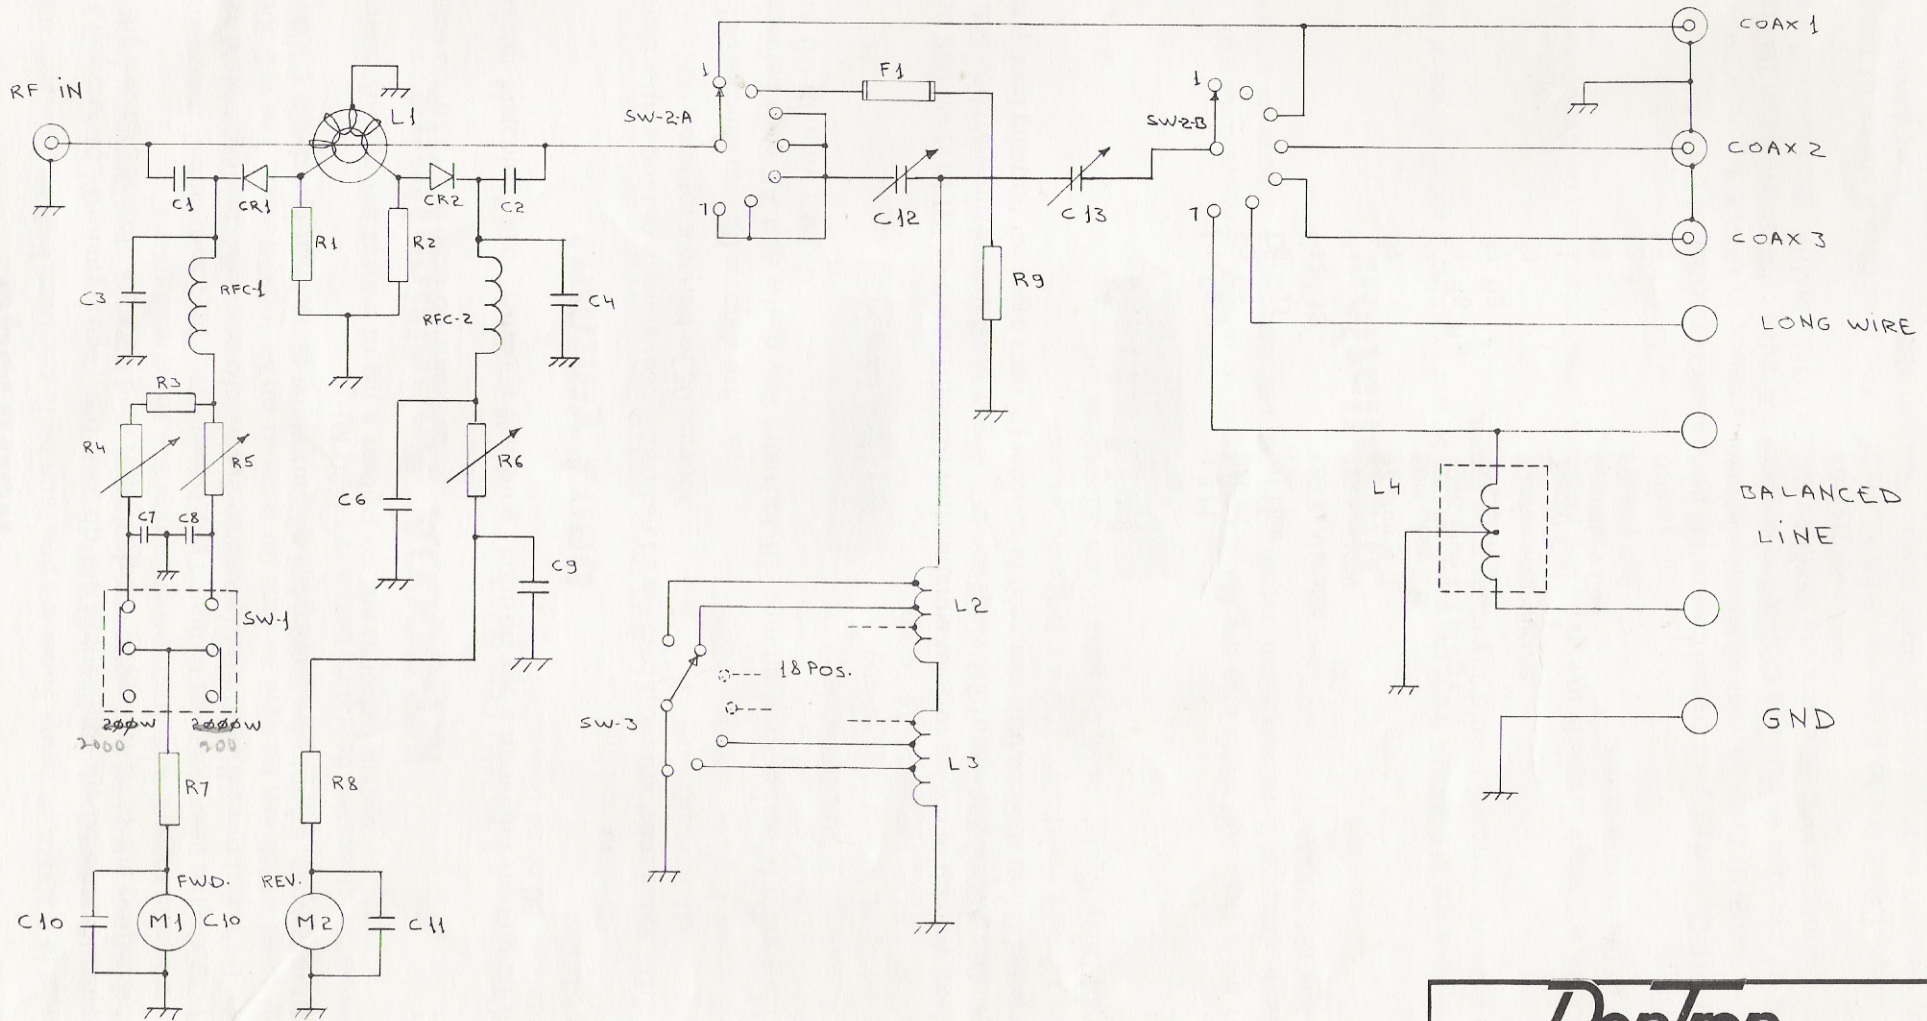 COAX 1
RF iN
L1
1
F1
1
SW-2-A
SW-2-B
COAX 2
C1
CR1
CR2
C2
7
C12
C13
7
R1
R2
COAX 3
C3
RFC-1
RFC-2
C4
R9
LONG WiRE
R3
R4
R5
R6
C6
L4
BALANCED
LiNE
C7
C8
C9
SW-1
L2
18 POS.
200W
2000W
2000
200
SW-3
GND
R7
R8
L3
FWD.
REV.
C10
M1
C10
M2
C11
DenTron